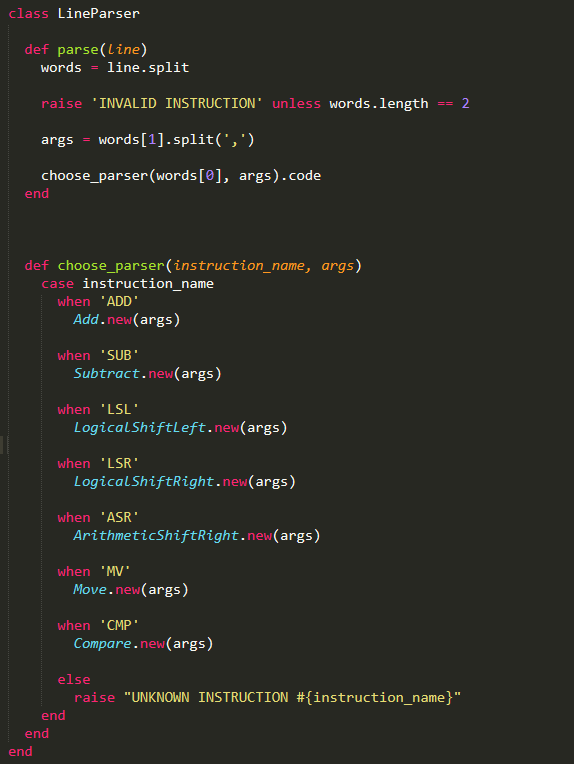 class LineParser
def parse(line)
words = line.split
raise 'INVALID INSTRUCTION' unless words.length == 2
args = words[1].split(',')
choose_parser(words[0], args).code
end
def choose_parser(instruction_name, args)
case instruction_name
when 'ADD'
Add.new(args)
when 'SUB'
Subtract.new(args)
when 'LSL'
LogicalShiftLeft.new(args)
when 'LSR'
LogicalShiftRight.new(args)
when 'ASR'
ArithmeticShiftRight.new(args)
when 'MV'
Move.new(args)
when 'CMP'
Compare.new(args)
else
raise "UNKNOWN INSTRUCTION #{instruction_name}"
end
end
end